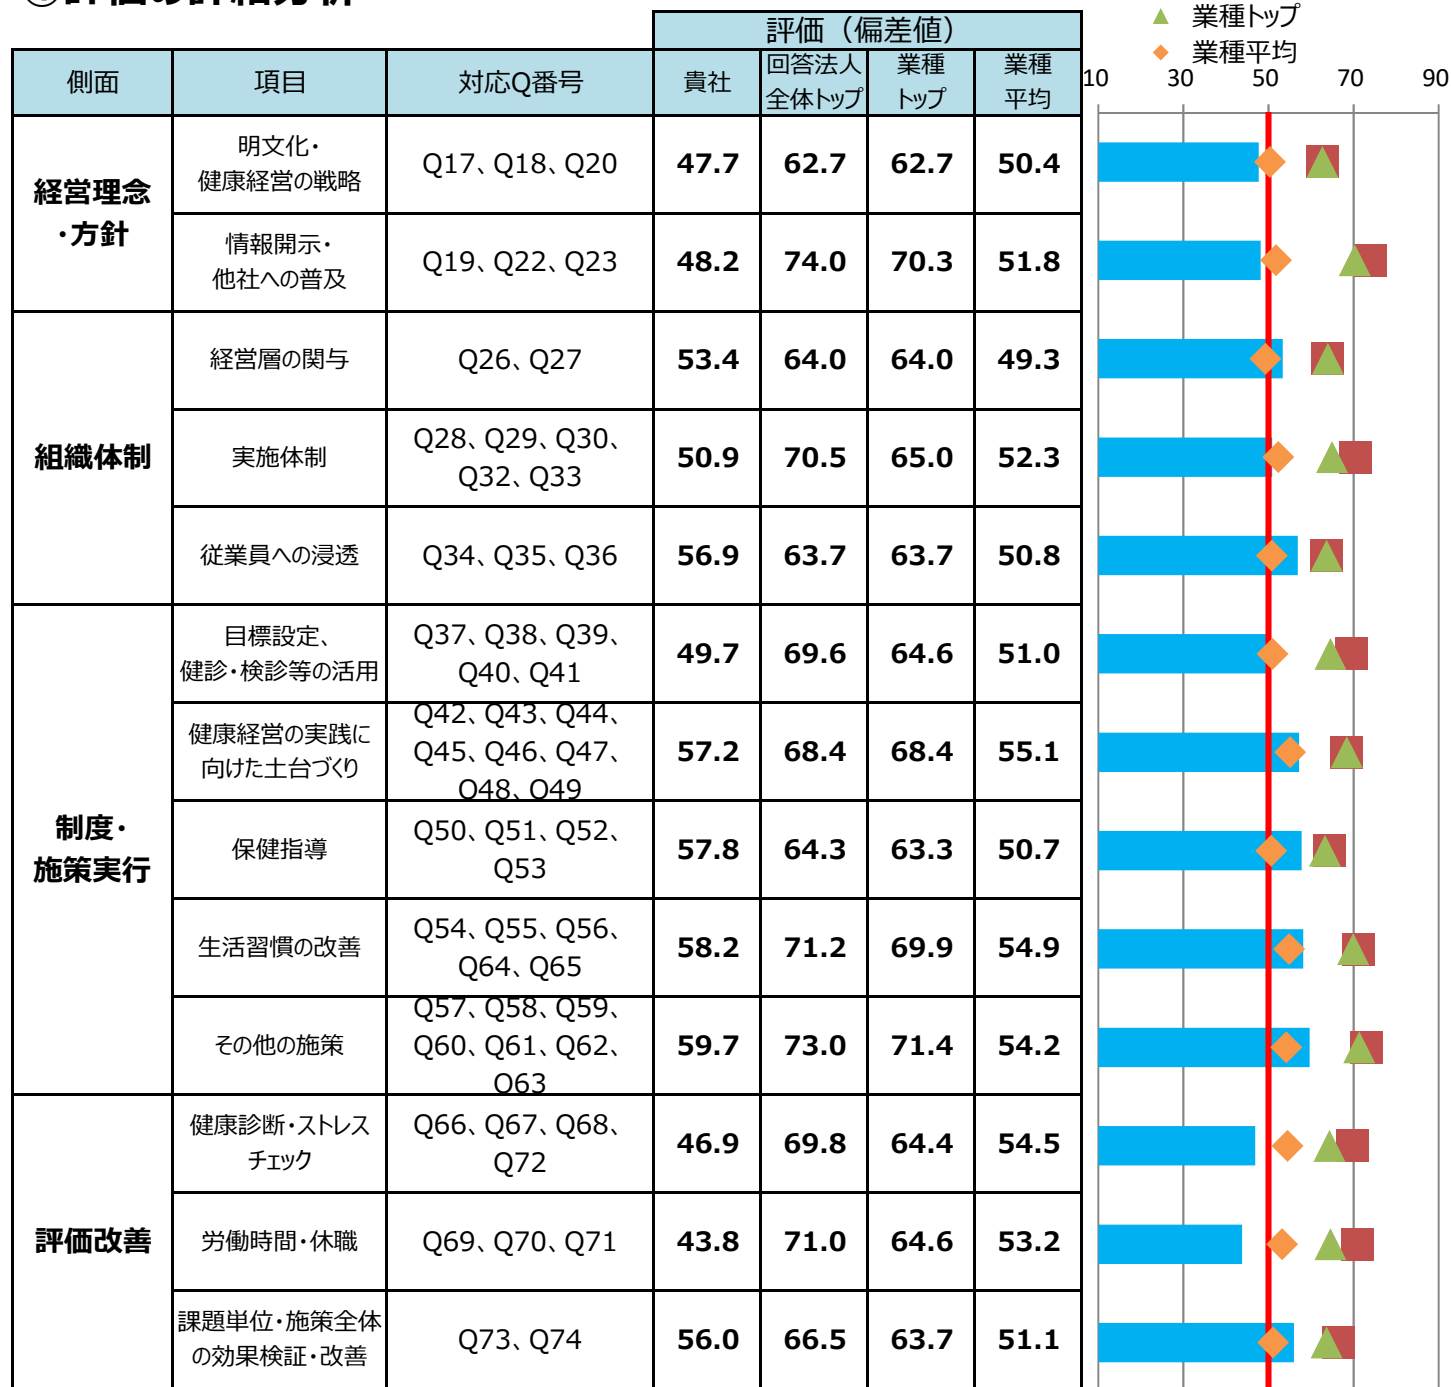 評価（偏差値）
▲ 業種トップ
◆ 業種平均
側面 項目 対応Q番号 貴社 回答法人 業種 業種
全体トップ トップ 平均
10 30 50 70 90
経営理念
・方針
明文化・
健康経営の戦略
Q17、Q18、Q20 47.7 62.7 62.7 50.4
情報開示・
他社への普及
Q19、Q22、Q23 48.2 74.0 70.3 51.8
組織体制
経営層の関与 Q26、Q27 53.4 64.0 64.0 49.3
実施体制
Q28、Q29、Q30、
Q32、Q33
50.9 70.5 65.0 52.3
従業員への浸透 Q34、Q35、Q36 56.9 63.7 63.7 50.8
制度・
施策実行
目標設定、
健診・検診等の活用
Q37、Q38、Q39、
Q40、Q41
49.7 69.6 64.6 51.0
健康経営の実践に
向けた土台づくり
Q42、Q43、Q44、
Q45、Q46、Q47、
Q48、Q49
57.2 68.4 68.4 55.1
保健指導
Q50、Q51、Q52、
Q53
57.8 64.3 63.3 50.7
生活習慣の改善
Q54、Q55、Q56、
Q64、Q65
58.2 71.2 69.9 54.9
その他の施策
Q57、Q58、Q59、
Q60、Q61、Q62、
Q63
59.7 73.0 71.4 54.2
評価改善
健康診断・ストレス
チェック
Q66、Q67、Q68、
Q72
46.9 69.8 64.4 54.5
労働時間・休職 Q69、Q70、Q71 43.8 71.0 64.6 53.2
課題単位・施策全体
の効果検証・改善
Q73、Q74 56.0 66.5 63.7 51.1